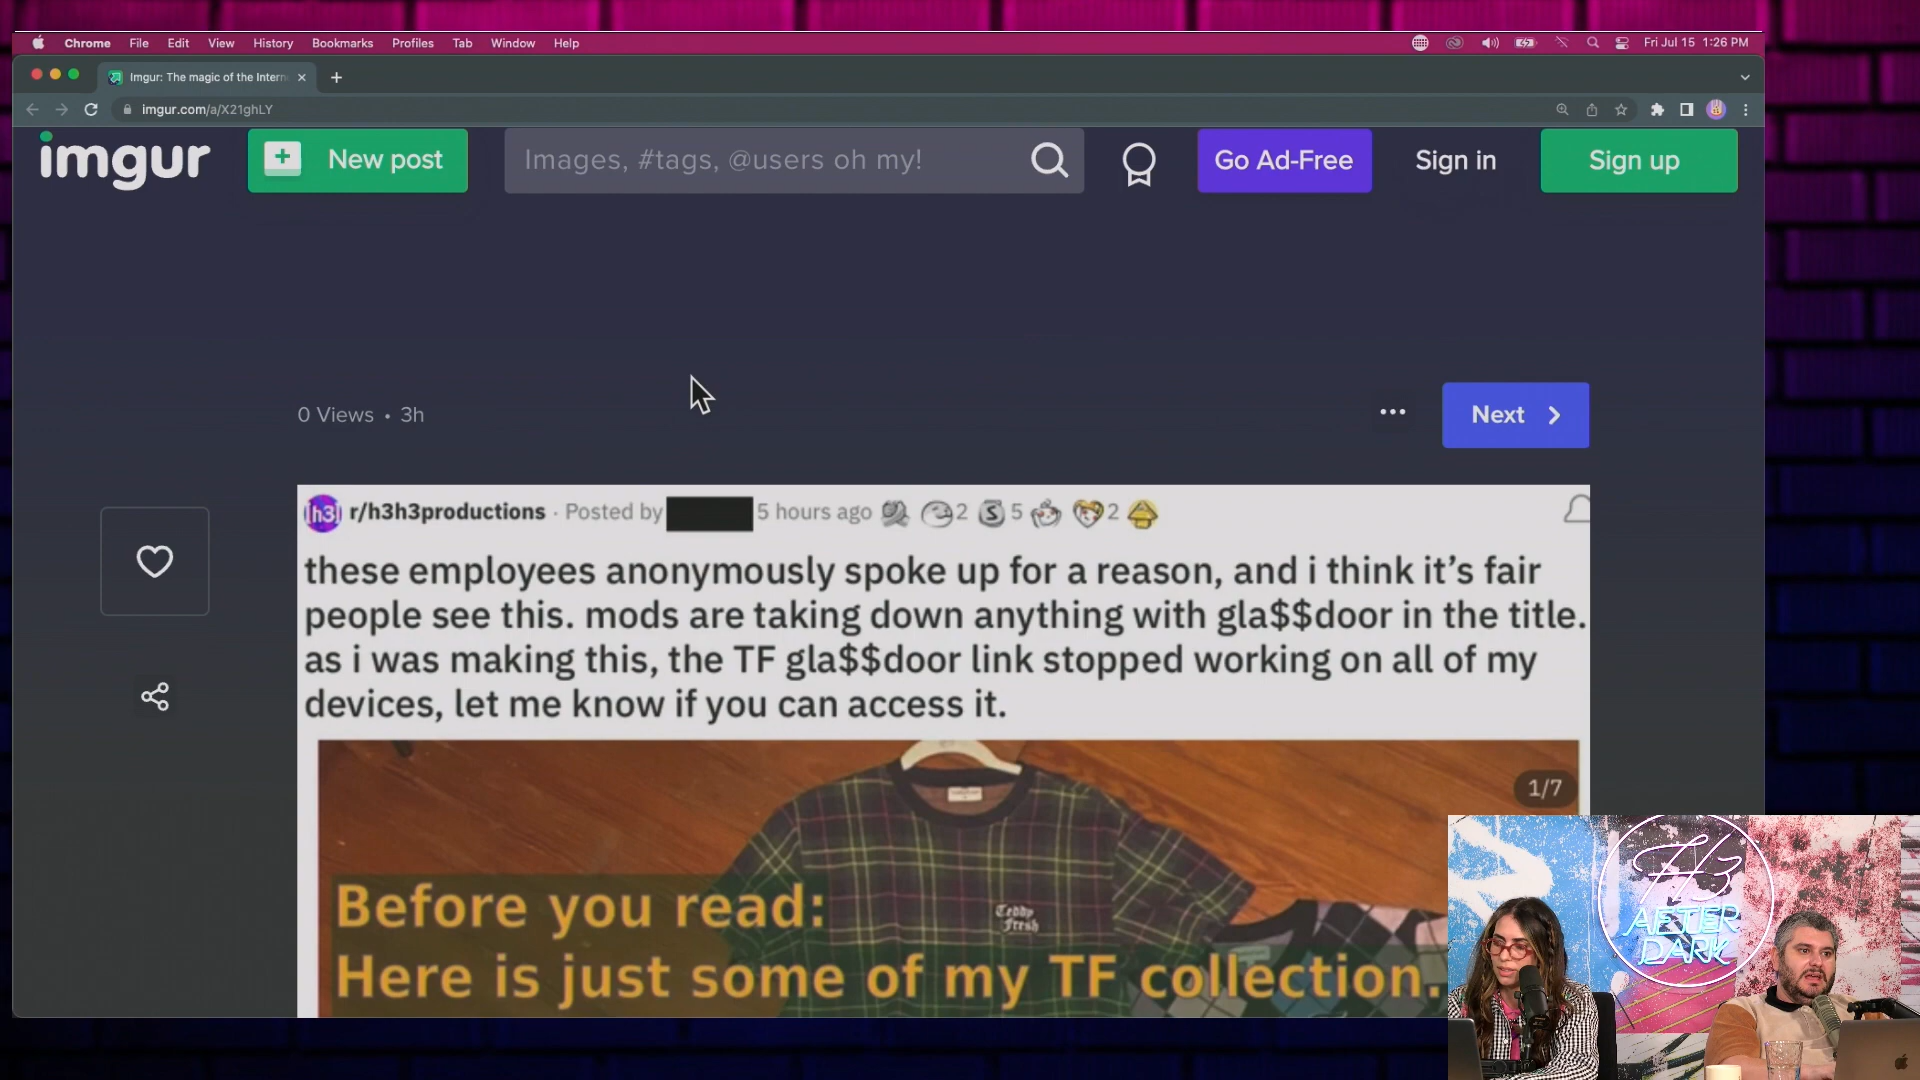 Chrome File Edit View History Bookmarks Profiles Tab Window Help
Fri Jul 15 1:26 PM
Imgur: The magic of the Intern
imgur.com/a/X21ghLY
imgur
New post
Images, #tags, @users oh my!
Go Ad-Free
Sign in
Sign up
0 Views • 3h
Next
h3 r/h3h3productions · Posted by 5 hours ago 2 5 2
these employees anonymously spoke up for a reason, and i think it's fair
people see this. mods are taking down anything with gla$$door in the title.
as i was making this, the TF gla$$door link stopped working on all of my
devices, let me know if you can access it.
1/7
Teddy
Fresh
Before you read:
Here is just some of my TF collection.
H3
AFTER
DARK